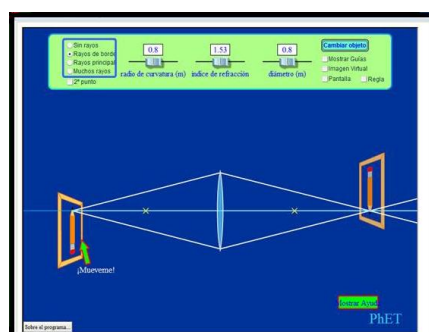 Sin rayos
Rayos de borde
Rayos principal
Muchos rayos
2º punto
0.8
radio de curvatura (m)
1.53
índice de refracción
0.8
diámetro (m)
Cambiar objeto
Mostrar Guías
Imagen Virtual
Pantalla
Regla
¡Mueveme!
Mostrar Ayuda
PhET
Sobre el programa...